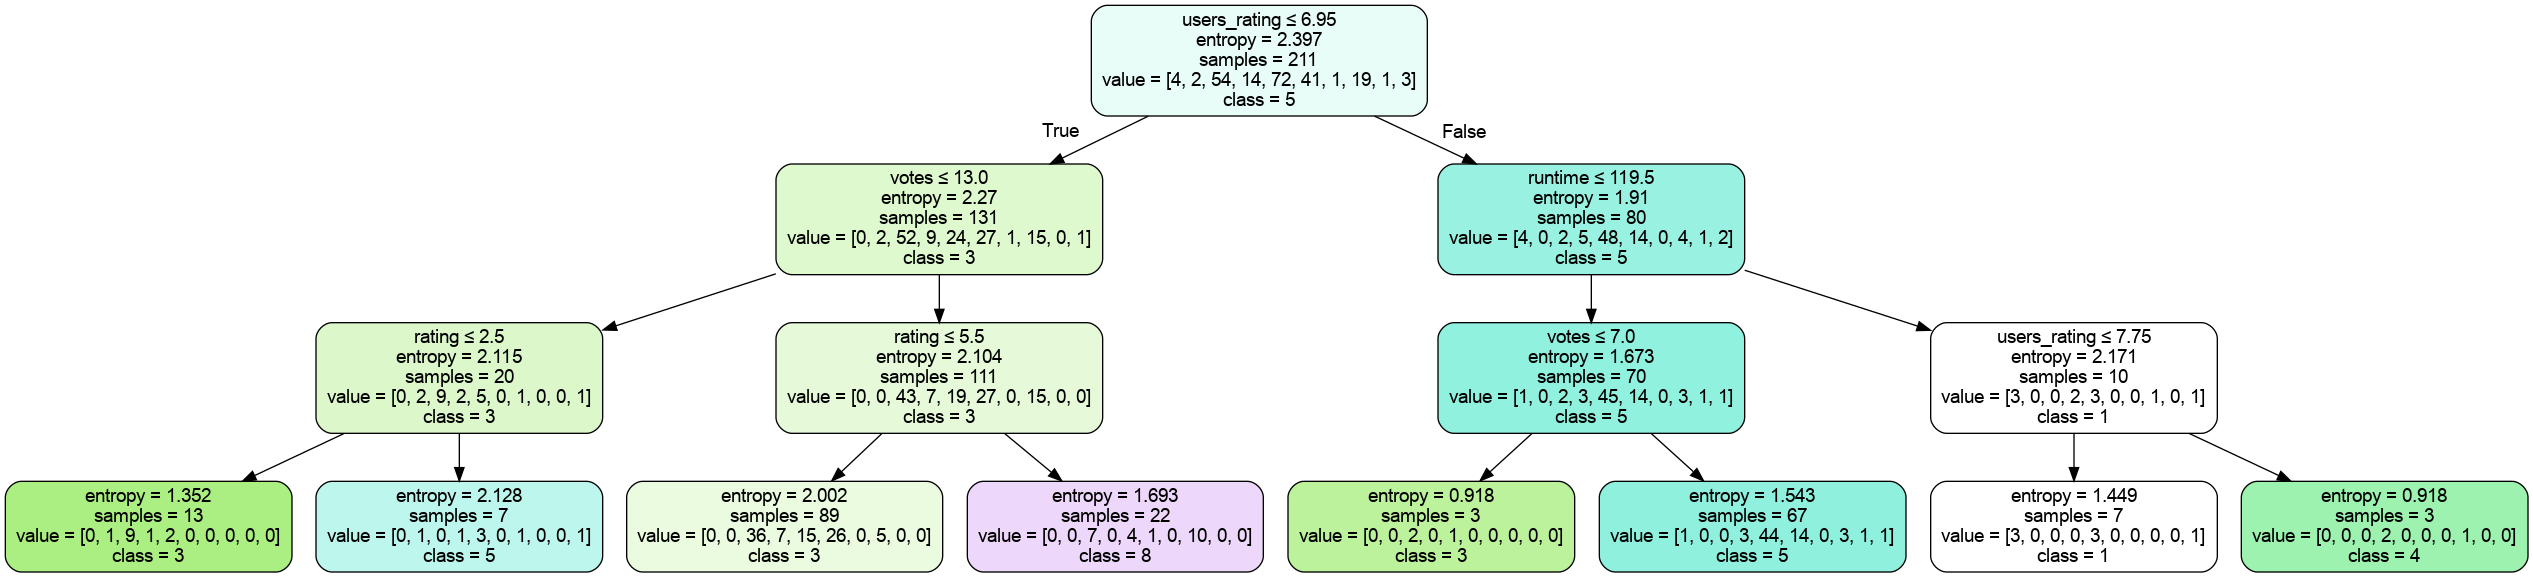 users_rating ≤ 6.95
entropy = 2.397
samples = 211
value = [4, 2, 54, 14, 72, 41, 1, 19, 1, 3]
class = 5
True
False
votes ≤ 13.0
entropy = 2.27
samples = 131
value = [0, 2, 52, 9, 24, 27, 1, 15, 0, 1]
class = 3
runtime ≤ 119.5
entropy = 1.91
samples = 80
value = [4, 0, 2, 5, 48, 14, 0, 4, 1, 2]
class = 5
rating ≤ 2.5
entropy = 2.115
samples = 20
value = [0, 2, 9, 2, 5, 0, 1, 0, 0, 1]
class = 3
rating ≤ 5.5
entropy = 2.104
samples = 111
value = [0, 0, 43, 7, 19, 27, 0, 15, 0, 0]
class = 3
votes ≤ 7.0
entropy = 1.673
samples = 70
value = [1, 0, 2, 3, 45, 14, 0, 3, 1, 1]
class = 5
users_rating ≤ 7.75
entropy = 2.171
samples = 10
value = [3, 0, 0, 2, 3, 0, 0, 1, 0, 1]
class = 1
entropy = 1.352
samples = 13
value = [0, 1, 9, 1, 2, 0, 0, 0, 0, 0]
class = 3
entropy = 2.128
samples = 7
value = [0, 1, 0, 1, 3, 0, 1, 0, 0, 1]
class = 5
entropy = 2.002
samples = 89
value = [0, 0, 36, 7, 15, 26, 0, 5, 0, 0]
class = 3
entropy = 1.693
samples = 22
value = [0, 0, 7, 0, 4, 1, 0, 10, 0, 0]
class = 8
entropy = 0.918
samples = 3
value = [0, 0, 2, 0, 1, 0, 0, 0, 0, 0]
class = 3
entropy = 1.543
samples = 67
value = [1, 0, 0, 3, 44, 14, 0, 3, 1, 1]
class = 5
entropy = 1.449
samples = 7
value = [3, 0, 0, 0, 3, 0, 0, 0, 0, 1]
class = 1
entropy = 0.918
samples = 3
value = [0, 0, 0, 2, 0, 0, 0, 1, 0, 0]
class = 4